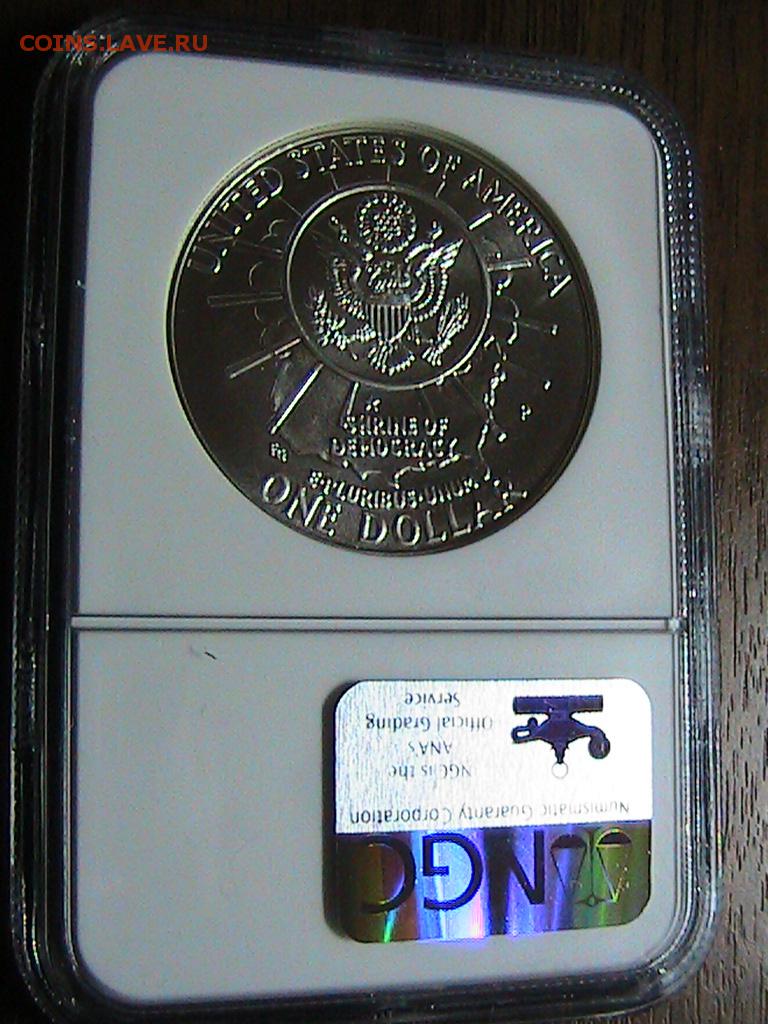 COINS.LAVE.RU
UNITED STATES OF AMERICA
SHRINE OF
DEMOCRACY
P
E·PLURIBUS·UNUM
ONE DOLLAR
NGC
Numismatic Guaranty Corporation
NGC is the
ANA's
Official Grading
Service